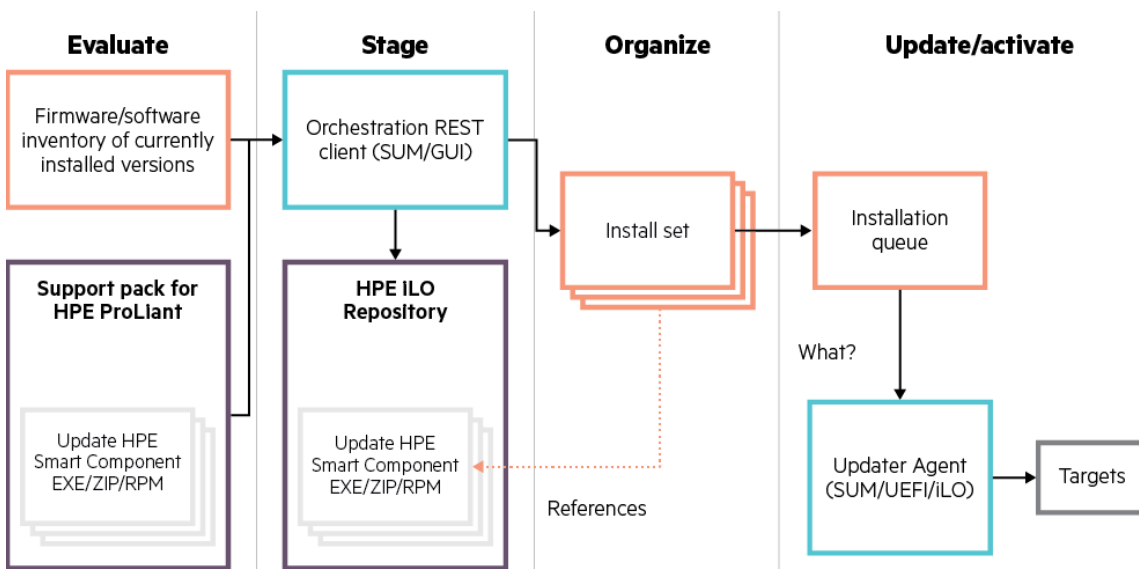 Evaluate
Stage
Organize
Update/activate
Firmware/software
inventory of currently
installed versions
Orchestration REST
client (SUM/GUI)
Install set
Installation
queue
Support pack for
HPE ProLiant
HPE iLO
Repository
What?
Update HPE
Smart Component
EXE/ZIP/RPM
Update HPE
Smart Component
EXE/ZIP/RPM
References
Updater Agent
(SUM/UEFI/iLO)
Targets